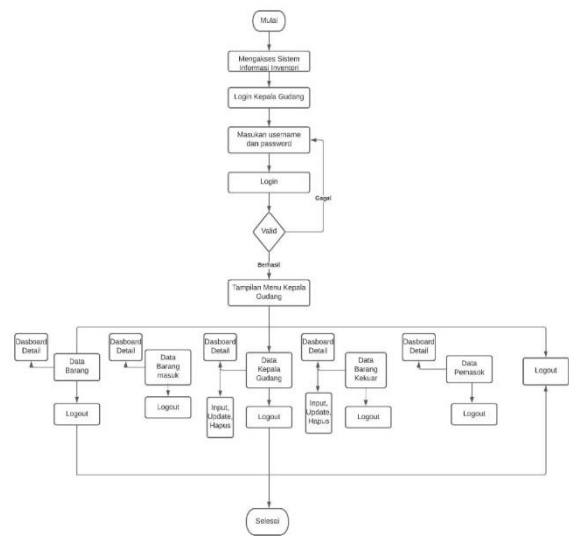 Mulai
Mengakses Sistem
Informasi Inventori
Login Kepala Gudang
Masukan username
dan password
Login
Gagal
Valid
Berhasil
Tampilan Menu Kepala
Gudang
Dasboard
Detail
Data
Barang
Logout
Dasboard
Detail
Data
Barang
masuk
Logout
Dasboard
Detail
Data
Kepala
Gudang
Input,
Update,
Hapus
Logout
Dasboard
Detail
Data
Barang
Kekuar
Input,
Update,
Hapus
Logout
Dasboard
Detail
Data
Pemasok
Logout
Logout
Selesai